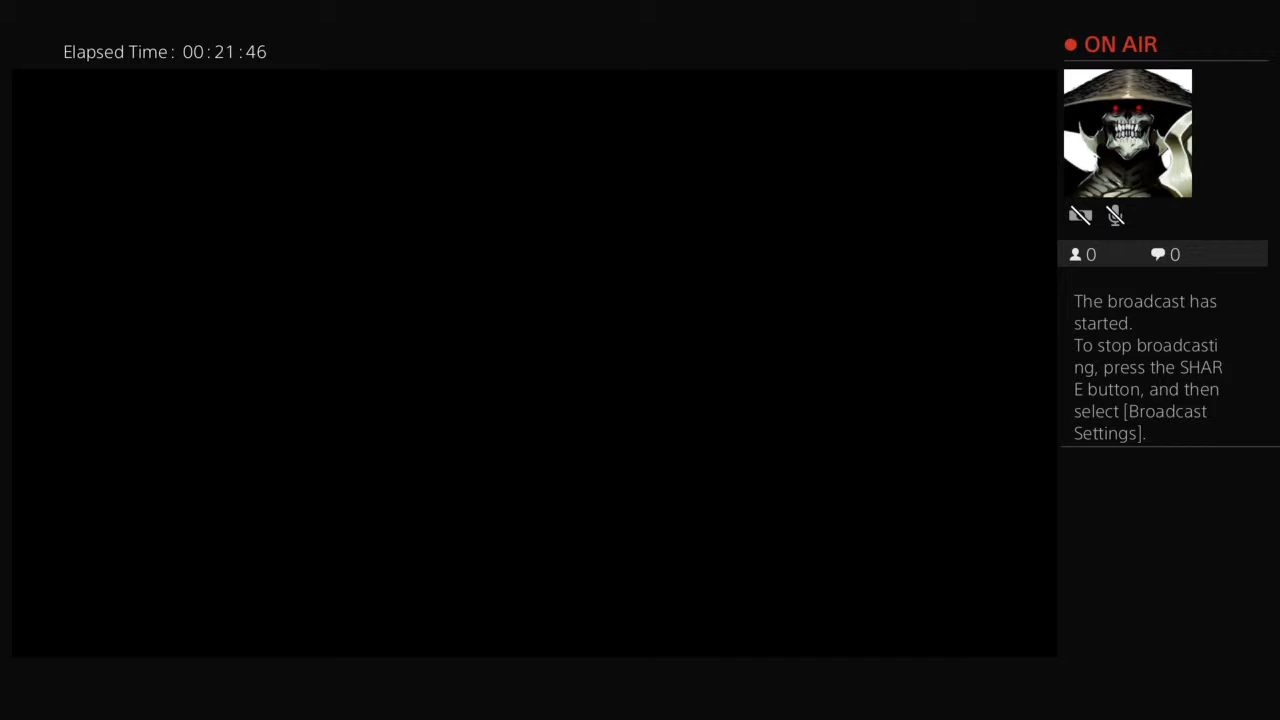 Elapsed Time: 00:21:46
ON AIR
0 0
The broadcast has
started.
To stop broadcasti
ng, press the SHAR
E button, and then
select [Broadcast
Settings].